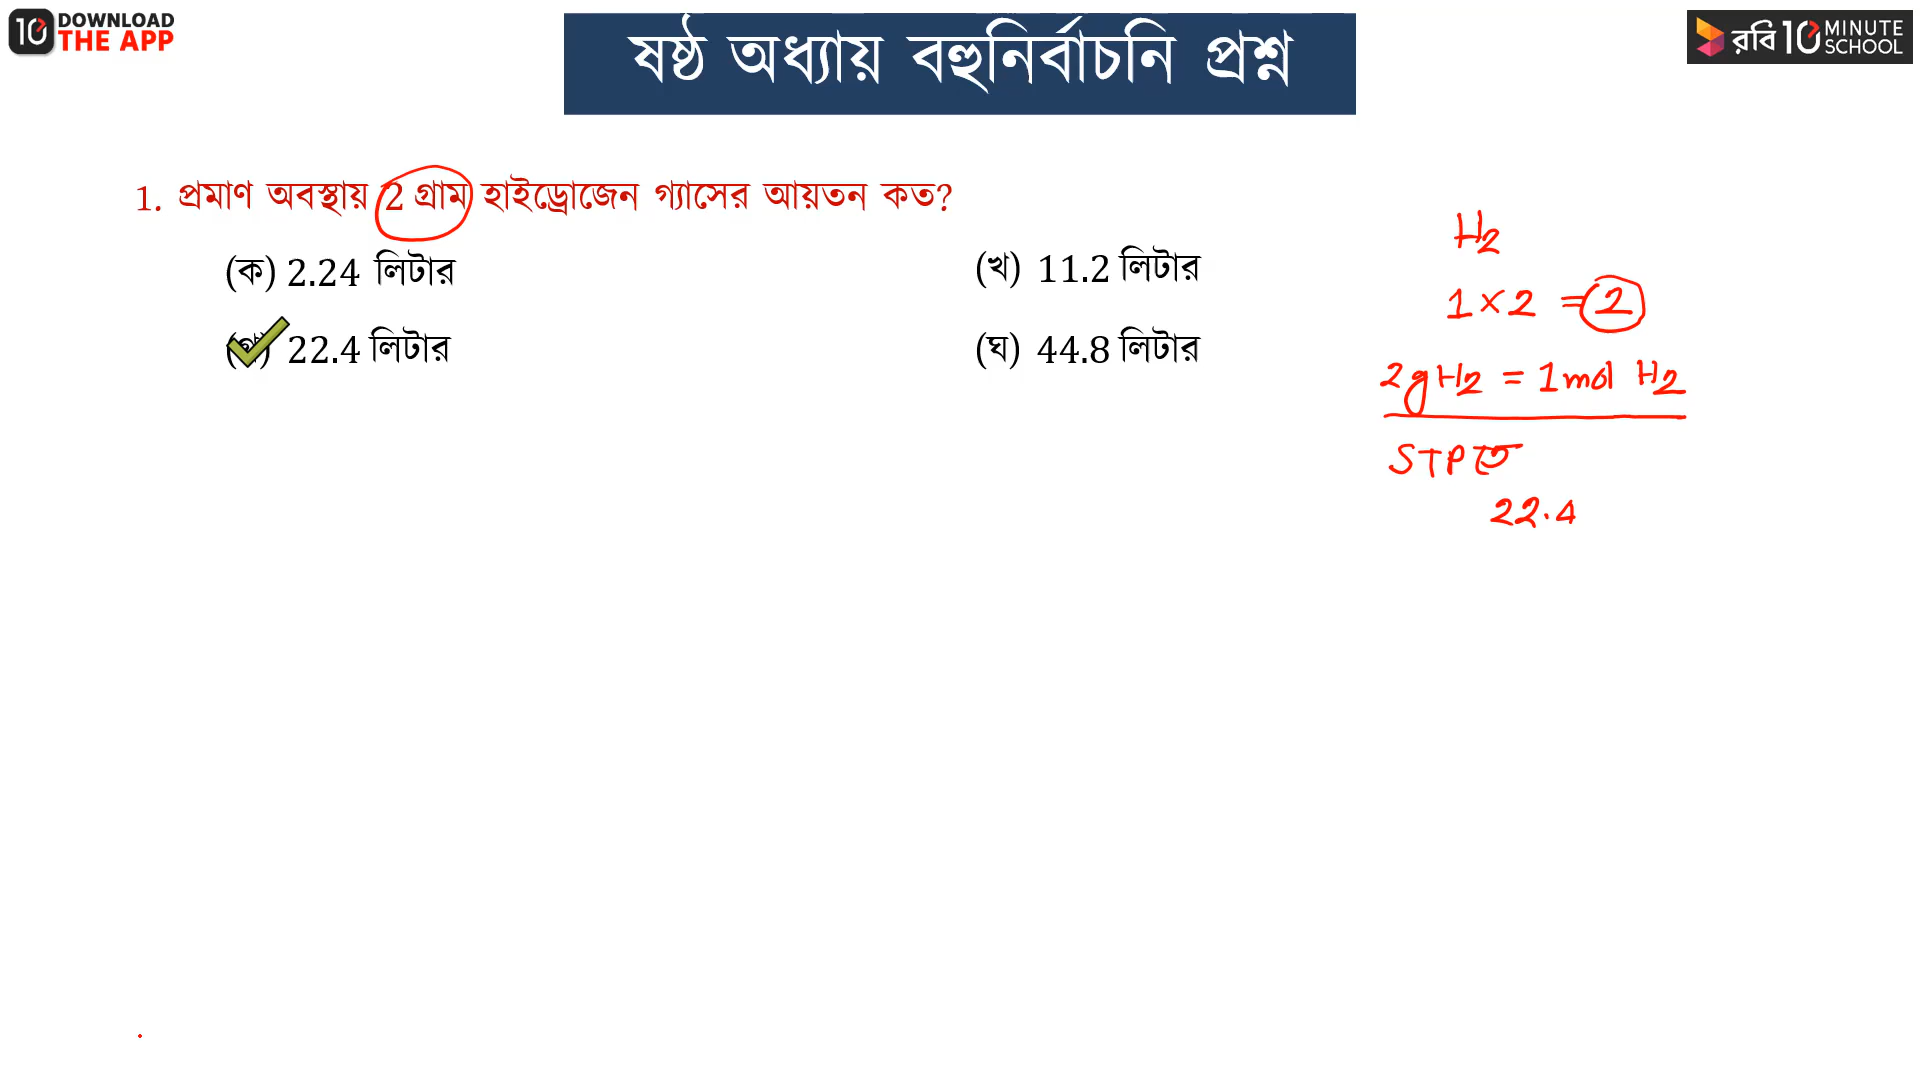 DOWNLOAD
THE APP
ষষ্ঠ অধ্যায় বহুনির্বাচনি প্রশ্ন
রবি 10 MINUTE SCHOOL
1. প্রমাণ অবস্থায় 2 গ্রাম হাইড্রোজেন গ্যাসের আয়তন কত?
(ক) 2.24 লিটার
(খ) 11.2 লিটার
(গ) 22.4 লিটার
(ঘ) 44.8 লিটার
H2
1 × 2 = 2
2g H2 = 1 mol H2
STP তে
22.4